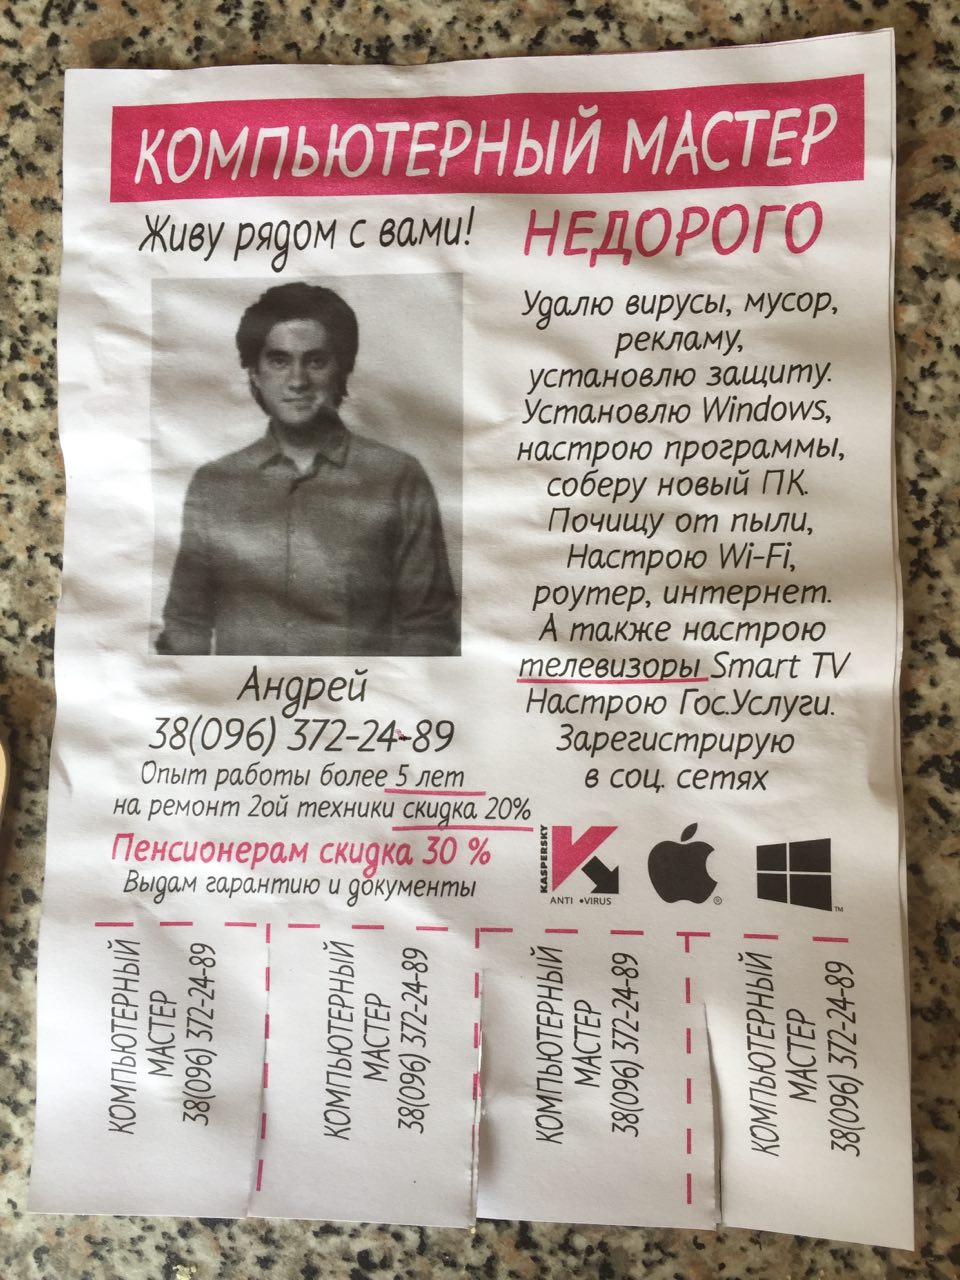 КОМПЬЮТЕРНЫЙ МАСТЕР
Живу рядом с вами!
Андрей
38(096) 372-24-89
Опыт работы более 5 лет
на ремонт 2ой техники скидка 20%
Пенсионерам скидка 30 %
Выдам гарантию и документы
НЕДОРОГО
Удалю вирусы, мусор,
рекламу,
установлю защиту.
Установлю Windows,
настрою программы,
соберу новый ПК.
Почищу от пыли,
Настрою Wi-Fi,
роутер, интернет.
А также настрою
телевизоры Smart TV
Настрою Гос.Услуги.
Зарегистрирую
в соц. сетях
KASPERSKY
ANTI •VIRUS
®
TM
КОМПЬЮТЕРНЫЙ
МАСТЕР
38(096) 372-24-89
КОМПЬЮТЕРНЫЙ
МАСТЕР
38(096) 372-24-89
КОМПЬЮТЕРНЫЙ
МАСТЕР
38(096) 372-24-89
КОМПЬЮТЕРНЫЙ
МАСТЕР
38(096) 372-24-89